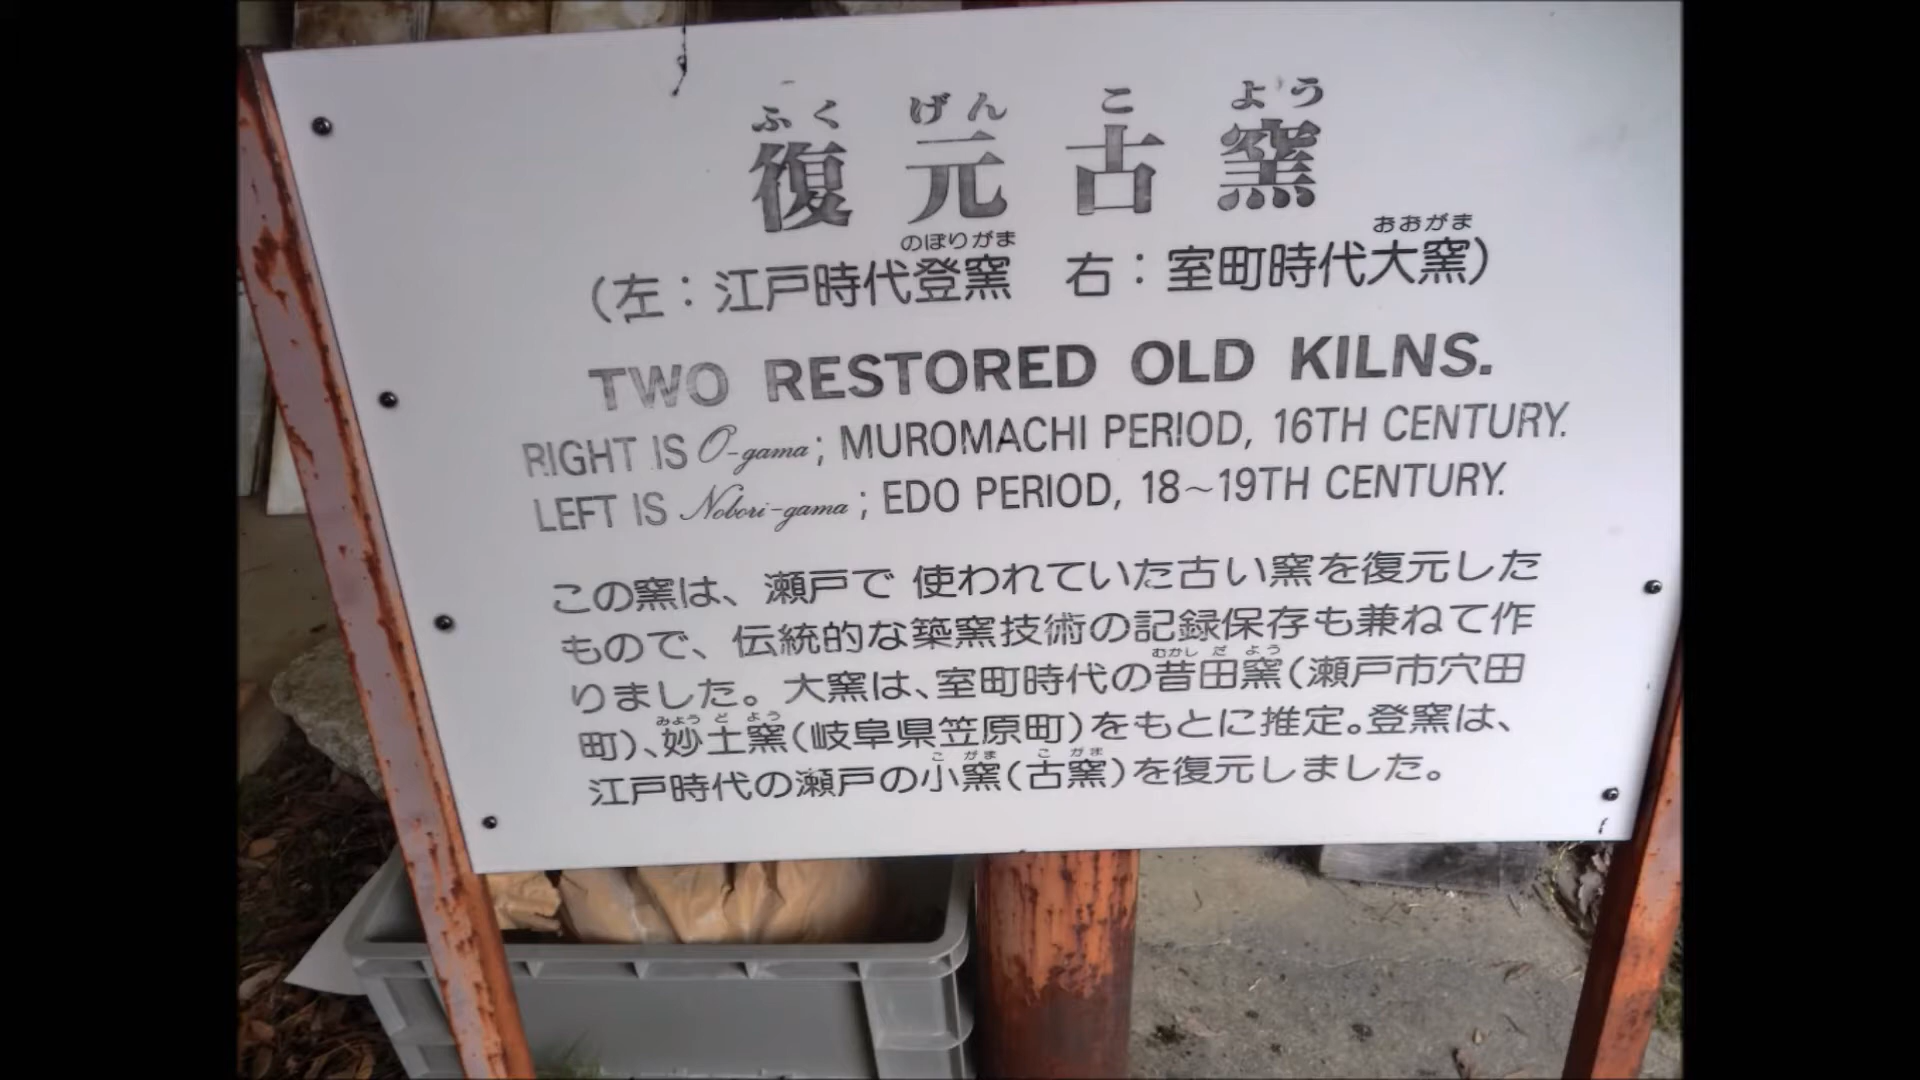 ふく げん こ よう
復元古窯
のぼりがま おおがま
(左：江戸時代登窯 右：室町時代大窯)
TWO RESTORED OLD KILNS.
RIGHT IS O-gama; MUROMACHI PERIOD, 16TH CENTURY.
LEFT IS Nobori-gama; EDO PERIOD, 18~19TH CENTURY.
この窯は、瀬戸で使われていた古い窯を復元した
もので、伝統的な築窯技術の記録保存も兼ねて作
むかし だ よう
りました。大窯は、室町時代の昔田窯(瀬戸市穴田
みよう ど よう
町)、妙土窯(岐阜県笠原町)をもとに推定。登窯は、
こ がま こ がま
江戸時代の瀬戸の小窯(古窯)を復元しました。